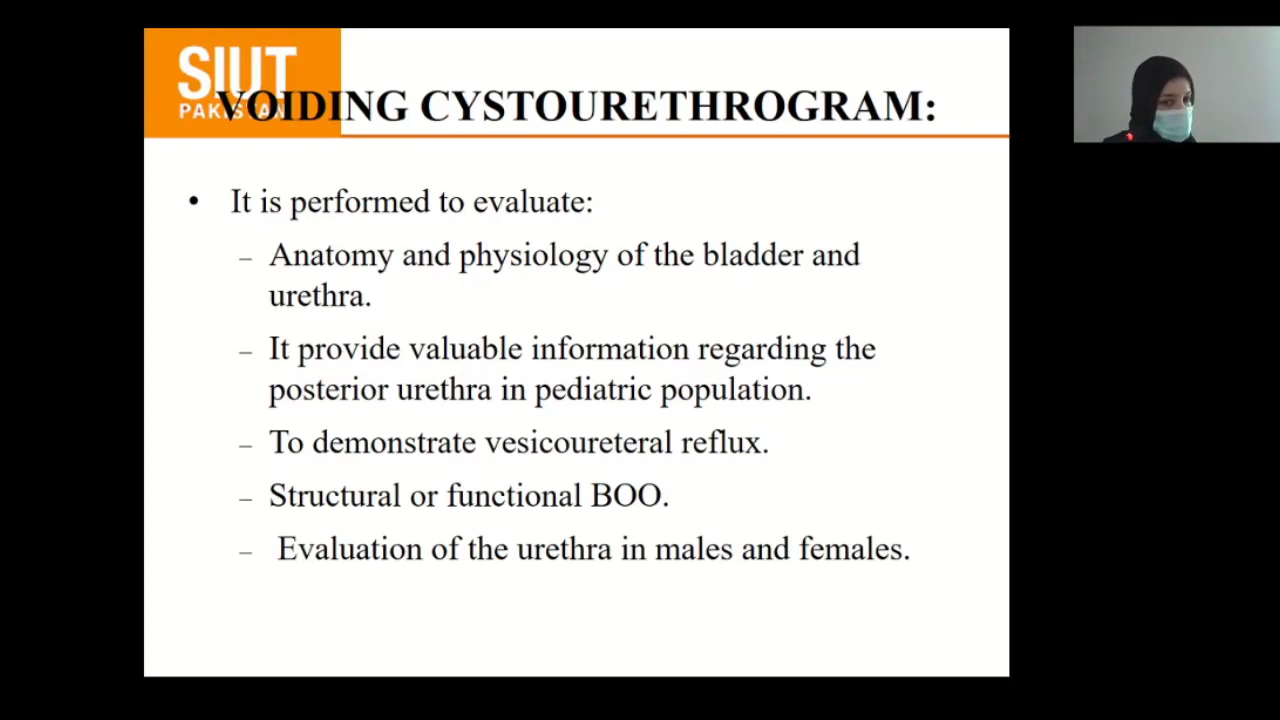 SIUT
PAKISTAN
VOIDING CYSTOURETHROGRAM:
• It is performed to evaluate:
– Anatomy and physiology of the bladder and
urethra.
– It provide valuable information regarding the
posterior urethra in pediatric population.
– To demonstrate vesicoureteral reflux.
– Structural or functional BOO.
– Evaluation of the urethra in males and females.